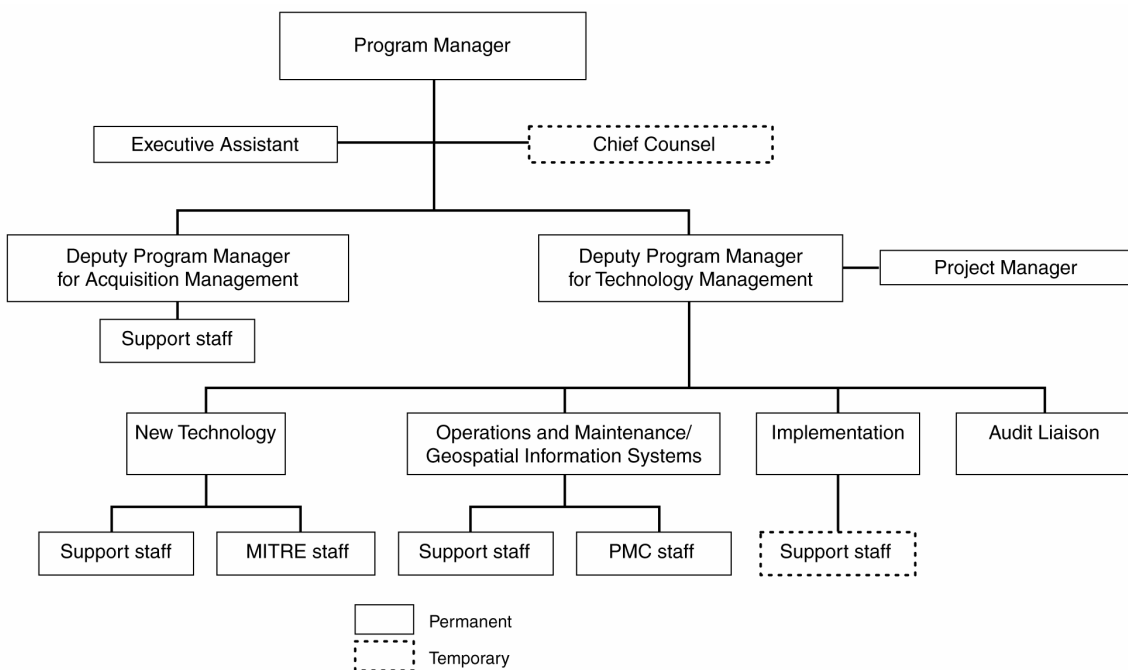 Program Manager
Executive Assistant
Chief Counsel
Deputy Program Manager
for Acquisition Management
Deputy Program Manager
for Technology Management
Project Manager
Support staff
New Technology
Operations and Maintenance/
Geospatial Information Systems
Implementation
Audit Liaison
Support staff
MITRE staff
Support staff
PMC staff
Support staff
Permanent
Temporary